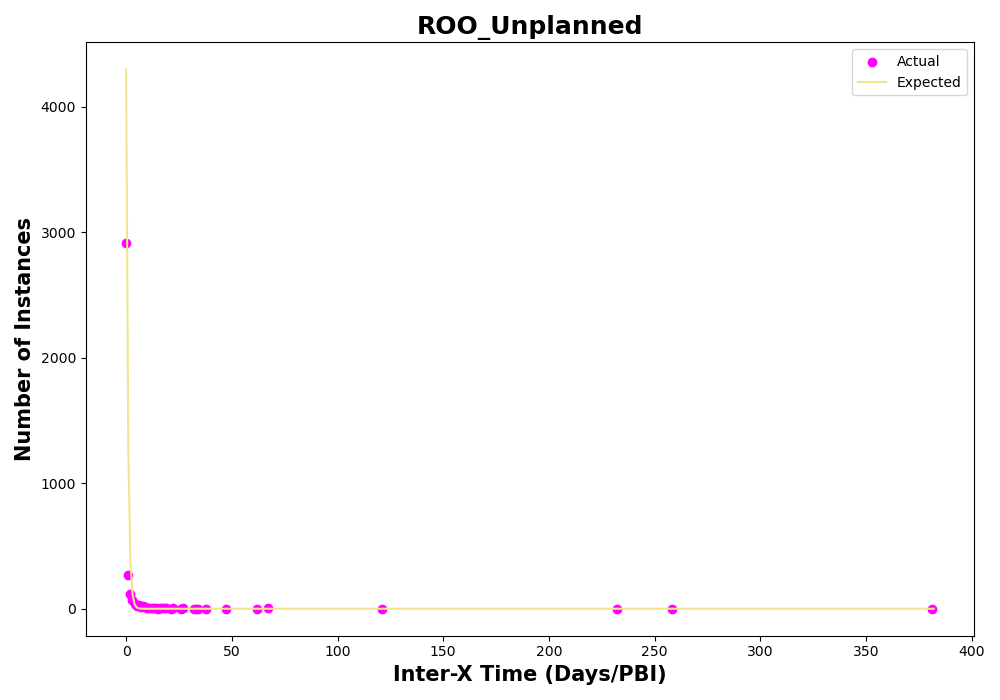 ROO_Unplanned
Actual
Expected
4000
3000
2000
1000
0
Number of Instances
0 50 100 150 200 250 300 350 400
Inter-X Time (Days/PBI)